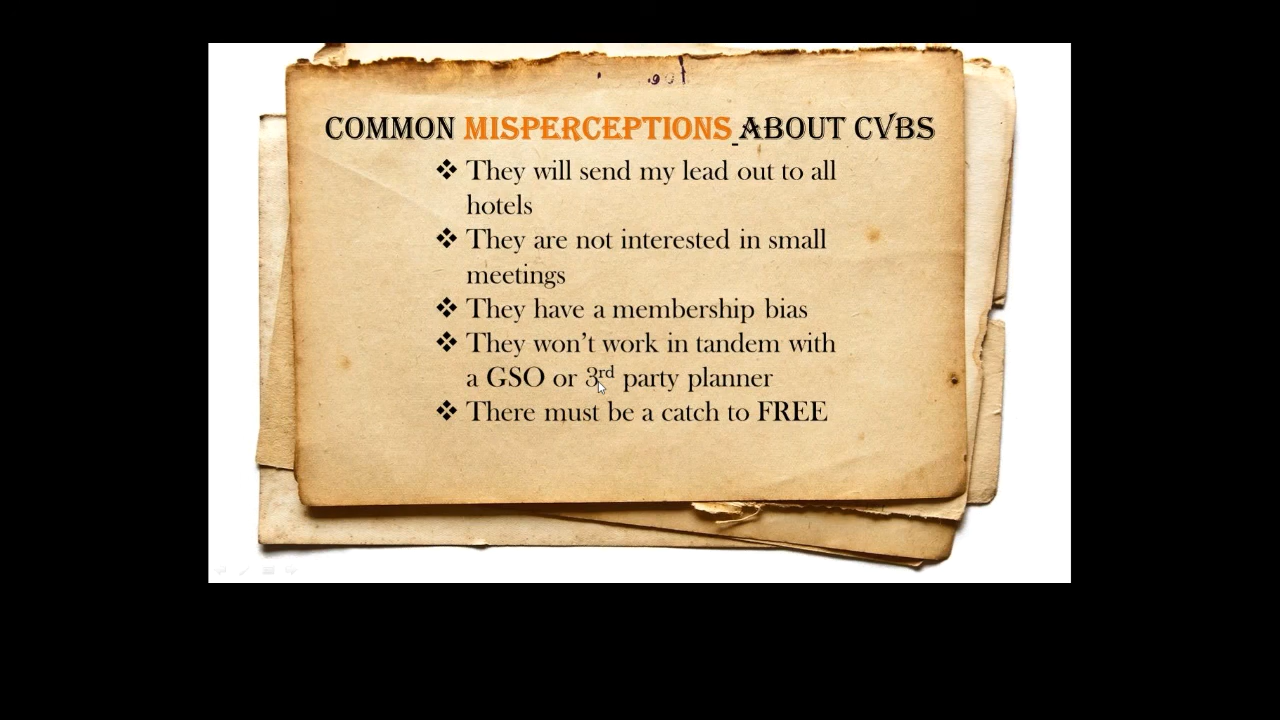 COMMON MISPERCEPTIONS ABOUT CVBS
❖ They will send my lead out to all
hotels
❖ They are not interested in small
meetings
❖ They have a membership bias
❖ They won't work in tandem with
a GSO or 3rd party planner
❖ There must be a catch to FREE